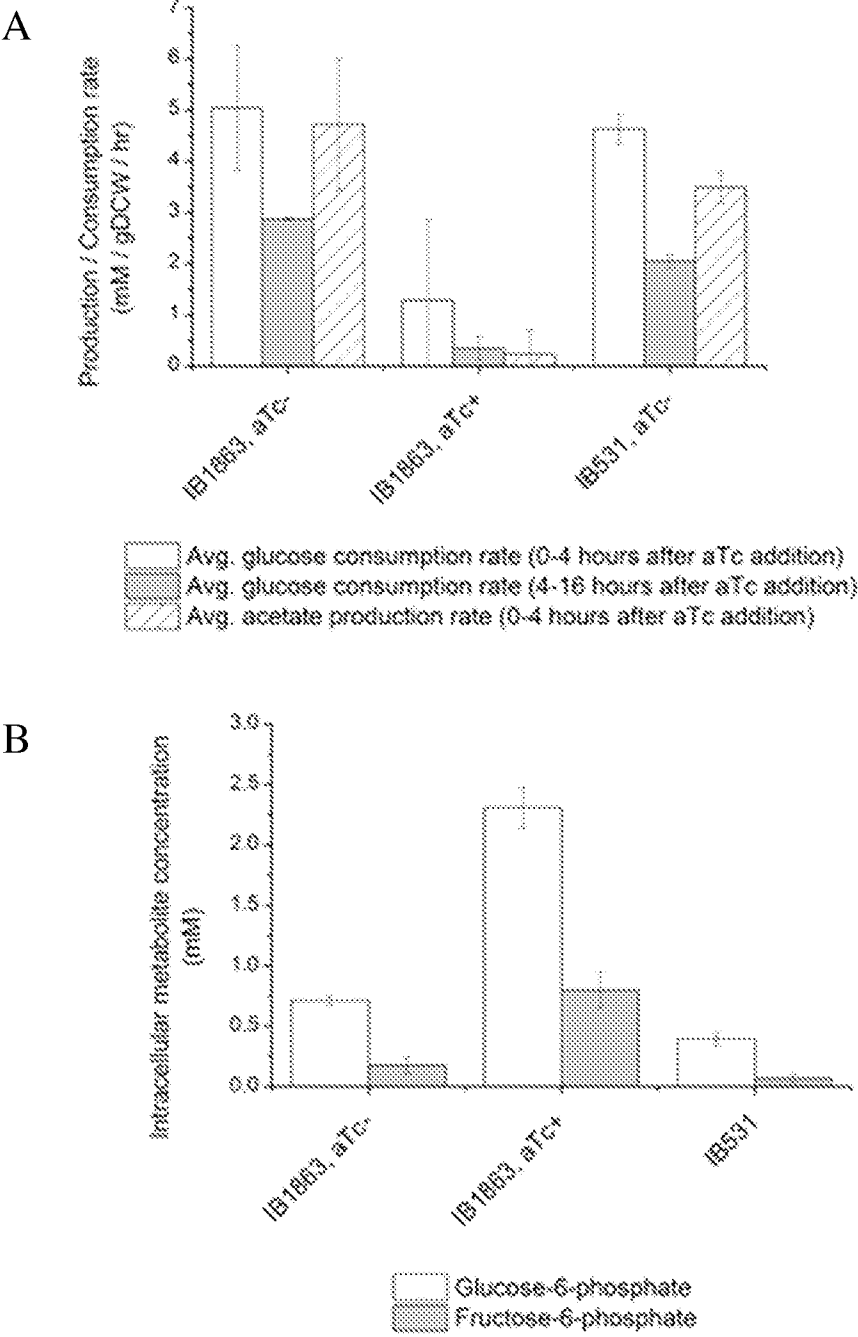 A
Production / Consumption rate
(mM / gDCW / hr)
7
6
5
4
3
2
1
0
IB1863, aTc-
IB1863, aTc+
IB531, aTc-
Avg. glucose consumption rate (0-4 hours after aTc addition)
Avg. glucose consumption rate (4-16 hours after aTc addition)
Avg. acetate production rate (0-4 hours after aTc addition)
B
Intracellular metabolite concentration
(mM)
3.0
2.5
2.0
1.5
1.0
0.5
0.0
IB1863, aTc-
IB1863, aTc+
IB531
Glucose-6-phosphate
Fructose-6-phosphate